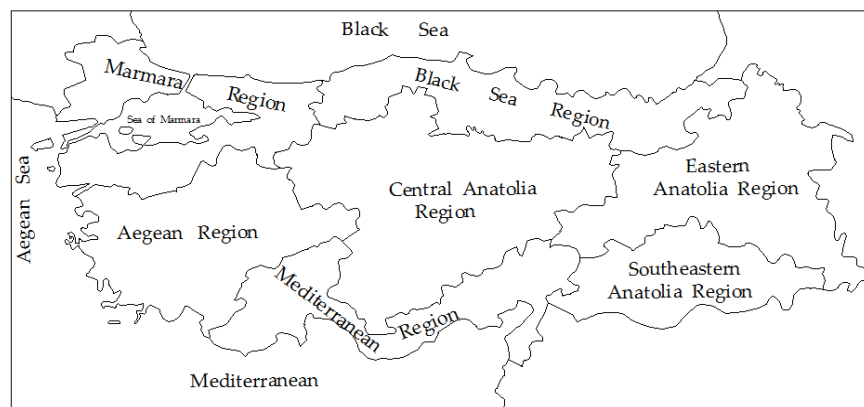 Black Sea
Marmara
Region
Black Sea Region
Sea of Marmara
Aegean Sea
Eastern
Anatolia Region
Central Anatolia
Region
Aegean Region
Southeastern
Anatolia Region
Mediterranean
Region
Mediterranean